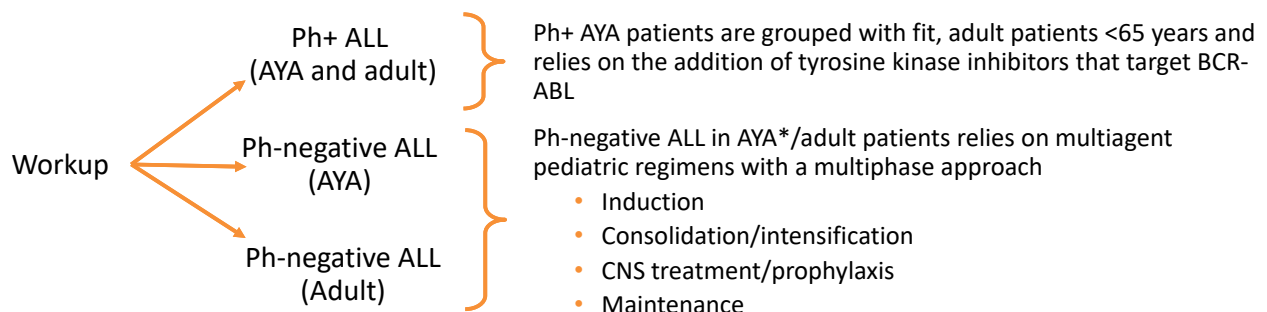 Ph+ ALL
(AYA and adult)
Ph+ AYA patients are grouped with fit, adult patients <65 years and
relies on the addition of tyrosine kinase inhibitors that target BCR-
ABL
Workup
Ph-negative ALL
(AYA)
Ph-negative ALL
(Adult)
Ph-negative ALL in AYA*/adult patients relies on multiagent
pediatric regimens with a multiphase approach
• Induction
• Consolidation/intensification
• CNS treatment/prophylaxis
• Maintenance